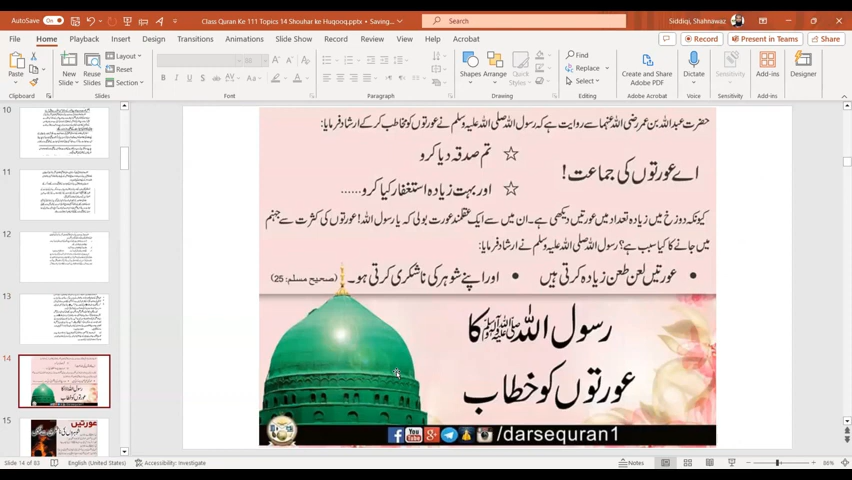 AutoSave On
Class Quran Ke 111 Topics 14 Shouhar ke Huqooq.pptx • Saving...
Search
Siddiqi, Shahnawaz
File Home Insert Draw Design Transitions Animations Slide Show Record Review View Help Acrobat
Record Present in Teams Share
Paste
New Slide
Reuse Slides
Layout
Reset
Section
Shapes
Arrange
Quick Styles
Find
Replace
Select
Create and Share Adobe PDF
Dictate
Sensitivity
Add-ins
Designer
Clipboard Slides Font Paragraph Drawing Editing Adobe Acrobat Voice Sensitivity Add-ins
10
11
12
13
14
15
حضرت عبداللہ بن عمر رضی اللہ عنہما سے روایت ہے کہ رسول اللہ صلی اللہ علیہ وسلم نے عورتوں کو مخاطب کر کے ارشاد فرمایا:
اے عورتوں کی جماعت!
☆ تم صدقہ دیا کرو
☆ اور بہت زیادہ استغفار کیا کرو......
کیونکہ دوزخ میں زیادہ تعداد میں عورتیں دیکھی ہے۔ ان میں سے ایک عقلمند عورت بولی کہ یا رسول اللہ! عورتوں کی کثرت سے جہنم
میں جانے کا کیا سبب ہے؟ رسول اللہ صلی اللہ علیہ وسلم نے ارشاد فرمایا:
• عورتیں لعن طعن زیادہ کرتی ہیں • اور اپنے شوہر کی ناشکری کرتی ہو۔ (صحیح مسلم: 25)
رسول اللہ ﷺ کا
عورتوں کو خطاب
/darsequran1
Slide 14 of 83 English (United States) Accessibility: Investigate
Notes
86%